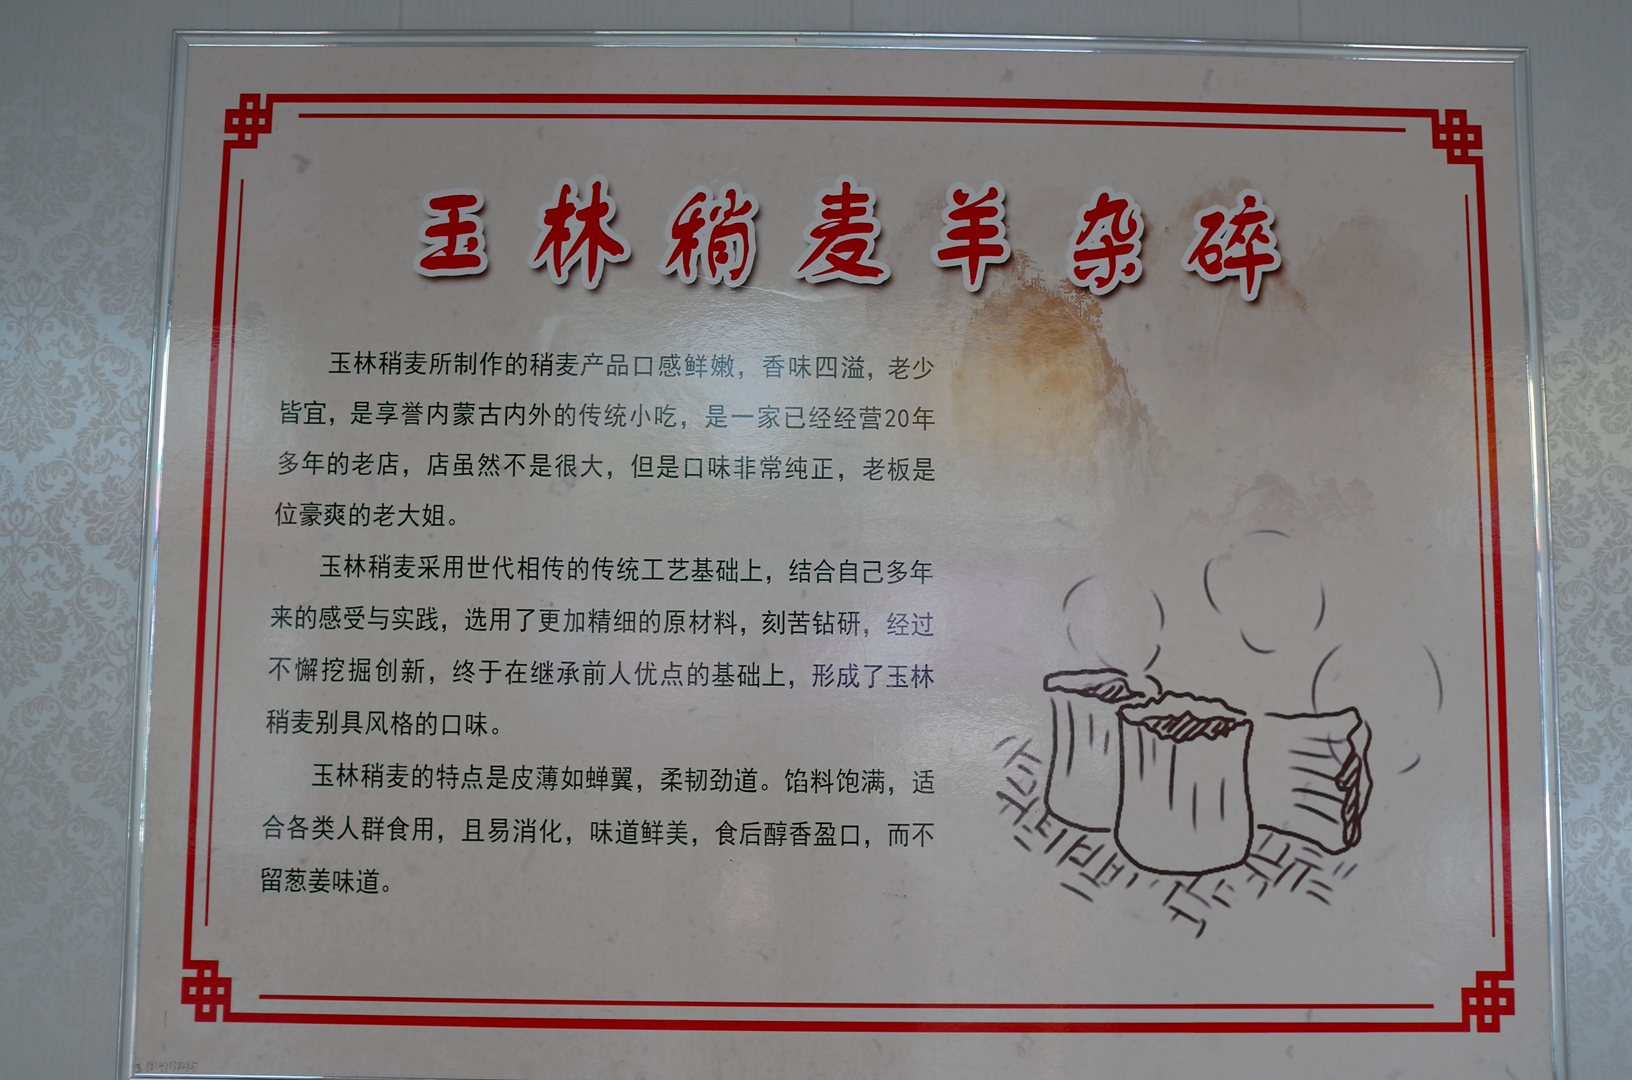 玉林稍麦羊杂碎
玉林稍麦所制作的稍麦产品口感鲜嫩，香味四溢，老少
皆宜，是享誉内蒙古内外的传统小吃，是一家已经经营20年
多年的老店，店虽然不是很大，但是口味非常纯正，老板是
位豪爽的老大姐。
玉林稍麦采用世代相传的传统工艺基础上，结合自己多年
来的感受与实践，选用了更加精细的原材料，刻苦钻研，经过
不懈挖掘创新，终于在继承前人优点的基础上，形成了玉林
稍麦别具风格的口味。
玉林稍麦的特点是皮薄如蝉翼，柔韧劲道。馅料饱满，适
合各类人群食用，且易消化，味道鲜美，食后醇香盈口，而不
留葱姜味道。